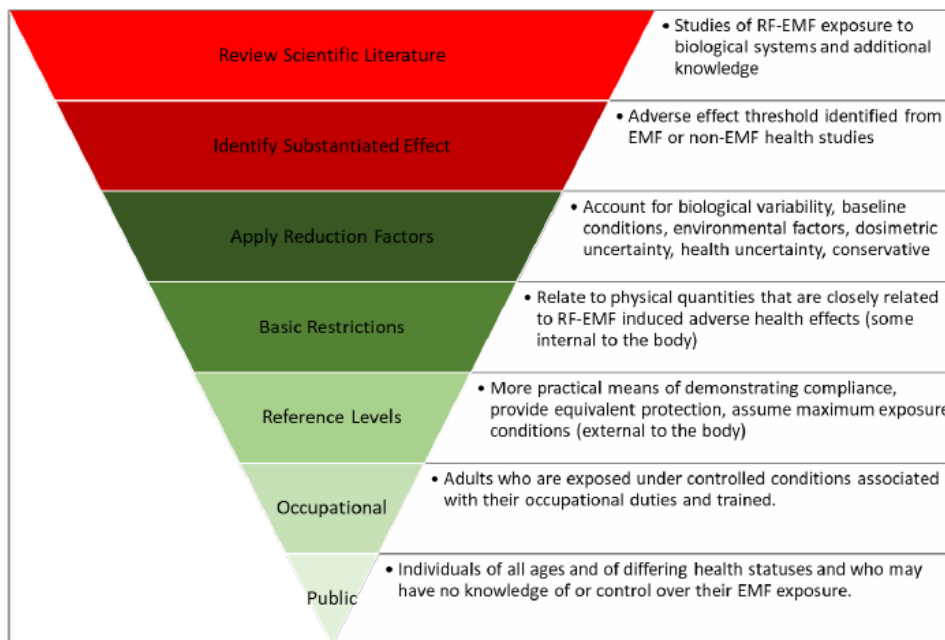 Review Scientific Literature
• Studies of RF-EMF exposure to
biological systems and additional
knowledge
Identify Substantiated Effect
• Adverse effect threshold identified from
EMF or non-EMF health studies
Apply Reduction Factors
• Account for biological variability, baseline
conditions, environmental factors, dosimetric
uncertainty, health uncertainty, conservative
Basic Restrictions
• Relate to physical quantities that are closely related
to RF-EMF induced adverse health effects (some
internal to the body)
Reference Levels
• More practical means of demonstrating compliance,
provide equivalent protection, assume maximum exposure
conditions (external to the body)
Occupational
• Adults who are exposed under controlled conditions associated
with their occupational duties and trained.
Public
• Individuals of all ages and of differing health statuses and who may
have no knowledge of or control over their EMF exposure.